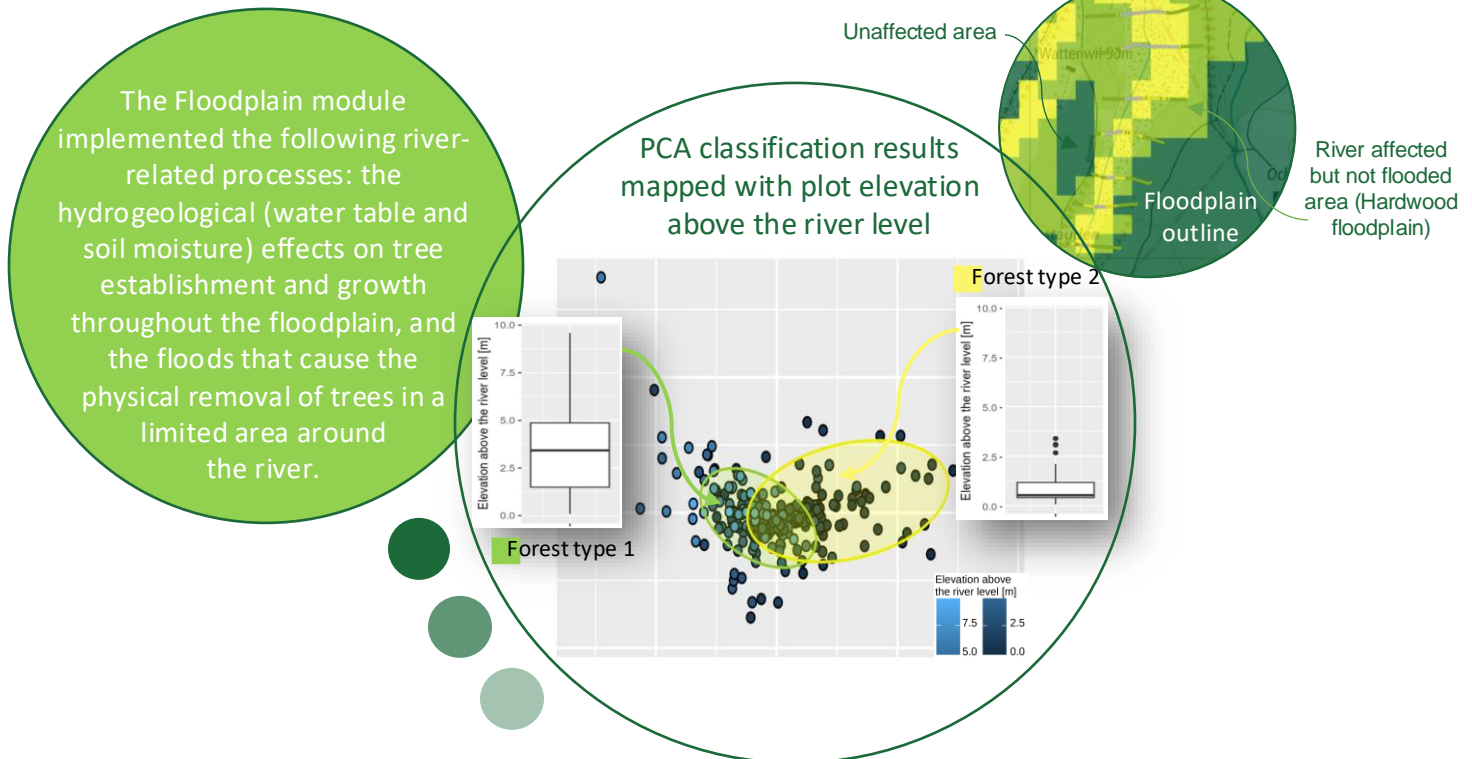 The Floodplain module
implemented the following river-
related processes: the
hydrogeological (water table and
soil moisture) effects on tree
establishment and growth
throughout the floodplain, and
the floods that cause the
physical removal of trees in a
limited area around
the river.
Unaffected area
Wattenwil
River affected
but not flooded
area (Hardwood
floodplain)
Floodplain
outline
PCA classification results
mapped with plot elevation
above the river level
Elevation above the river level [m]
10.0
7.5
5.0
2.5
0.0
Forest type 1
Forest type 2
Elevation above the river level [m]
10.0
7.5
5.0
2.5
0.0
Elevation above
the river level [m]
7.5
2.5
5.0
0.0